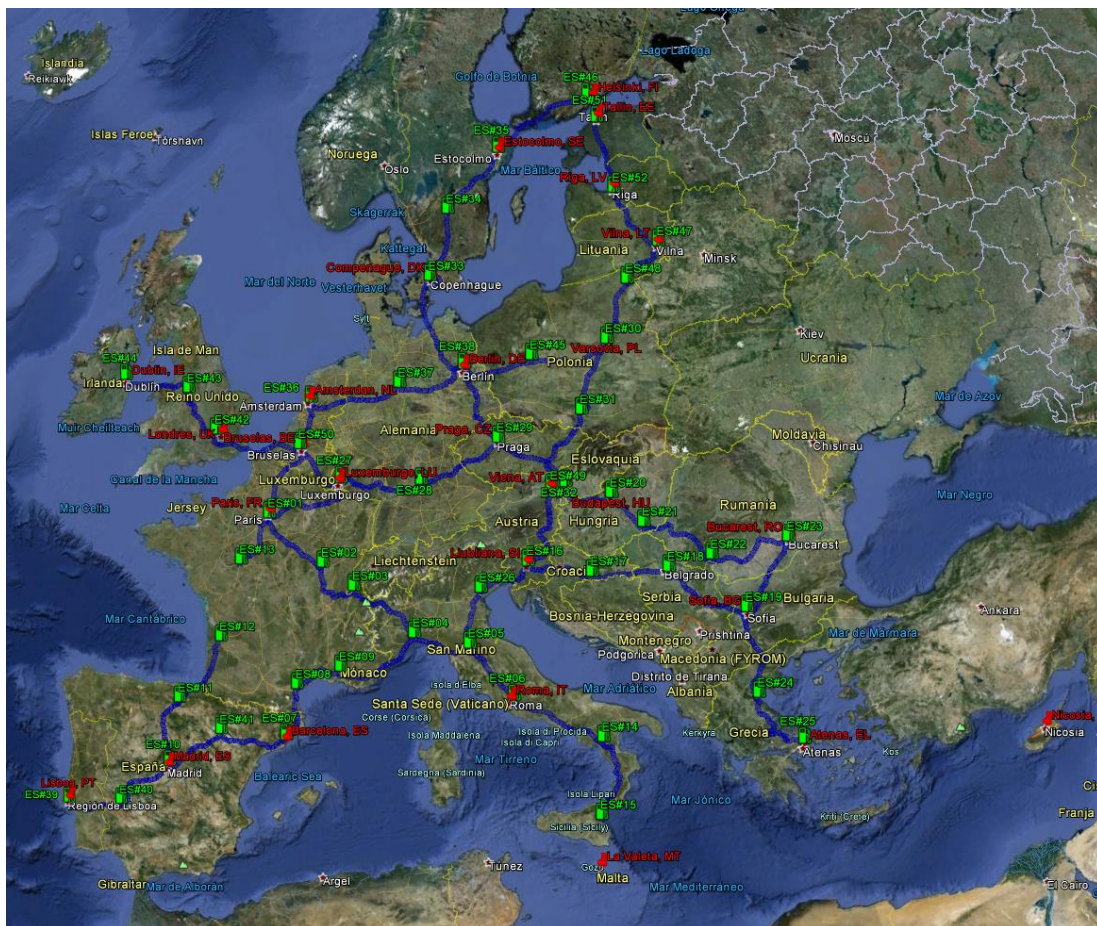 Lago Ladoga
Islandia
Reikiavik
Golfo de Botnia
ES#46
Helsinki, FI
ES#51
Tallin, EE
Islas Feroe
Tórshavn
ES#35
Estocolmo, SE
Estocolmo
Moscú
Noruega
Oslo
Mar Báltico
Riga, LV
ES#52
Riga
ES#34
Skagerrak
Vilna, LT
ES#47
Vilna
Kattegat
Lituania
Minsk
Compenague, DK
ES#33
Copenhague
ES#48
Mar del Norte
Vesterhavet
Sylt
ES#30
Kiev
Isla de Man
Varsovia, PL
ES#44
ES#38
ES#45
Berlin, DE
Polonia
Ucrania
Dublin, IE
Irlanda
Dublín
ES#43
ES#37
Berlín
ES#36
Amsterdan, NL
Reino Unido
Amsterdam
ES#31
Mar de Azov
Muir Cheilteach
ES#42
Londres, UK
Bruselas, BE
ES#50
Alemania
Praga, CZ
ES#29
Praga
Moldavia
Chisinau
Bruselas
ES#27
Eslovaquia
Canal de la Mancha
Luxemburgo
Luxemburgo, LU
ES#28
Viena, AT
ES#49
ES#32
ES#20
Luxemburgo
Budapest, HU
Mar Celta
Jersey
Paris, FR
ES#01
París
Austria
Hungría
ES#21
Rumania
Mar Negro
Bucarest, RO
ES#23
Bucarest
ES#13
ES#02
Liechtenstein
Liubliana, SI
ES#16
Croaci
ES#17
ES#18
ES#22
Belgrado
ES#03
ES#26
Serbia
Sofia, BG
ES#19
Bulgaria
Sofía
Ankara
Mar Cantábrico
ES#12
ES#04
ES#05
San Marino
Bosnia-Herzegovina
Montenegro
Prishtina
Mar de Mármara
Podgorica
Macedonia (FYROM)
ES#09
Mónaco
ES#08
ES#06
Distrito de Tirana
Albania
ES#11
Isola d'Elba
Roma, IT
Roma
Mar Adriático
ES#24
Santa Sede (Vaticano)
Corse (Corsica)
ES#41
ES#07
Barcelona, ES
Isola Maddalena
Isola di Procida
Isola di Capri
ES#14
Kerkyra
Grecia
ES#25
Atenas, EL
Atenas
Nicosia,
Nicosia
ES#10
Madrid, ES
España
Madrid
Kos
Mar Tirreno
Balearic Sea
Sardegna (Sardinia)
Lisboa, PT
ES#39
Región de Lisboa
ES#40
Isola Lipari
ES#15
Mar Jónico
Kriti (Crete)
Franja
Sicilia (Sicily)
La Valeta, MT
Gozo
Malta
Túnez
Argel
Gibraltar
Mar de Alborán
Mar Mediterráneo
El Cairo